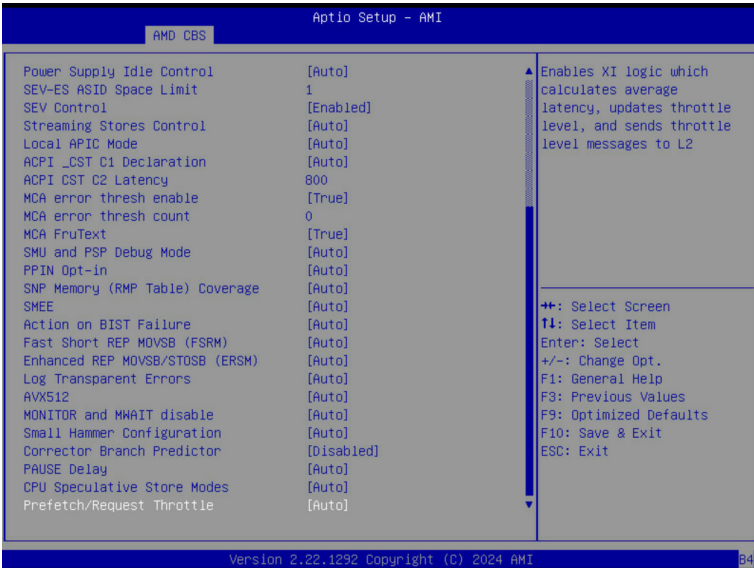 Aptio Setup – AMI
AMD CBS
Power Supply Idle Control [Auto]
SEV-ES ASID Space Limit 1
SEV Control [Enabled]
Streaming Stores Control [Auto]
Local APIC Mode [Auto]
ACPI _CST C1 Declaration [Auto]
ACPI CST C2 Latency 800
MCA error thresh enable [True]
MCA error thresh count 0
MCA FruText [True]
SMU and PSP Debug Mode [Auto]
PPIN Opt-in [Auto]
SNP Memory (RMP Table) Coverage [Auto]
SMEE [Auto]
Action on BIST Failure [Auto]
Fast Short REP MOVSB (FSRM) [Auto]
Enhanced REP MOVSB/STOSB (ERSM) [Auto]
Log Transparent Errors [Auto]
AVX512 [Auto]
MONITOR and MWAIT disable [Auto]
Small Hammer Configuration [Auto]
Corrector Branch Predictor [Disabled]
PAUSE Delay [Auto]
CPU Speculative Store Modes [Auto]
Prefetch/Request Throttle [Auto]
Enables XI logic which
calculates average
latency, updates throttle
level, and sends throttle
level messages to L2
→←: Select Screen
↑↓: Select Item
Enter: Select
+/-: Change Opt.
F1: General Help
F3: Previous Values
F9: Optimized Defaults
F10: Save & Exit
ESC: Exit
Version 2.22.1292 Copyright (C) 2024 AMI
B4